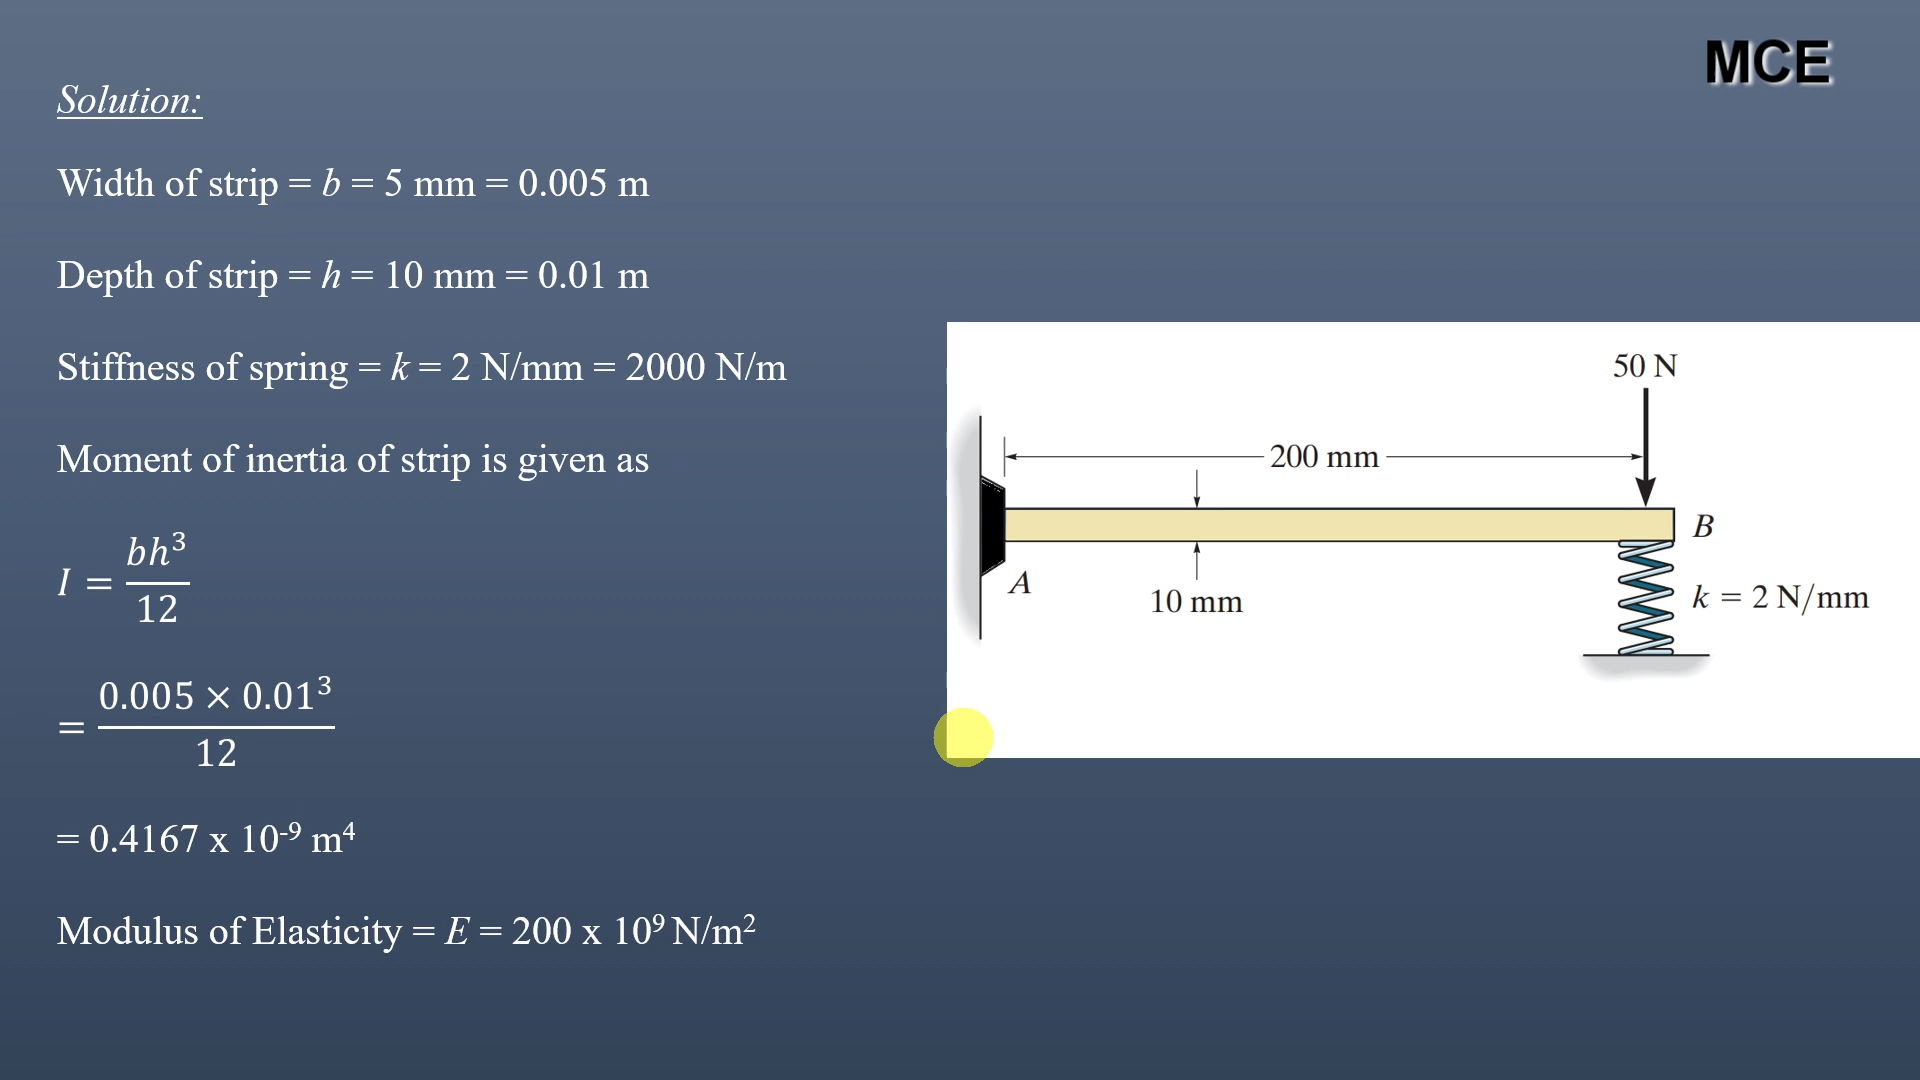 MCE
Solution:
Width of strip = b = 5 mm = 0.005 m
Depth of strip = h = 10 mm = 0.01 m
Stiffness of spring = k = 2 N/mm = 2000 N/m
Moment of inertia of strip is given as
I = bh³/12
= 0.005 × 0.01³/12
= 0.4167 x 10⁻⁹ m⁴
Modulus of Elasticity = E = 200 x 10⁹ N/m²
50 N
200 mm
B
A
10 mm
k = 2 N/mm